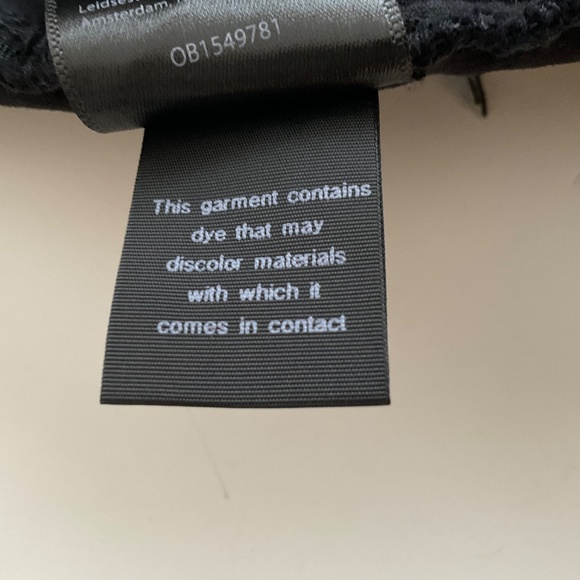 Amsterdam,
OB1549781
This garment contains
dye that may
discolor materials
with which it
comes in contact